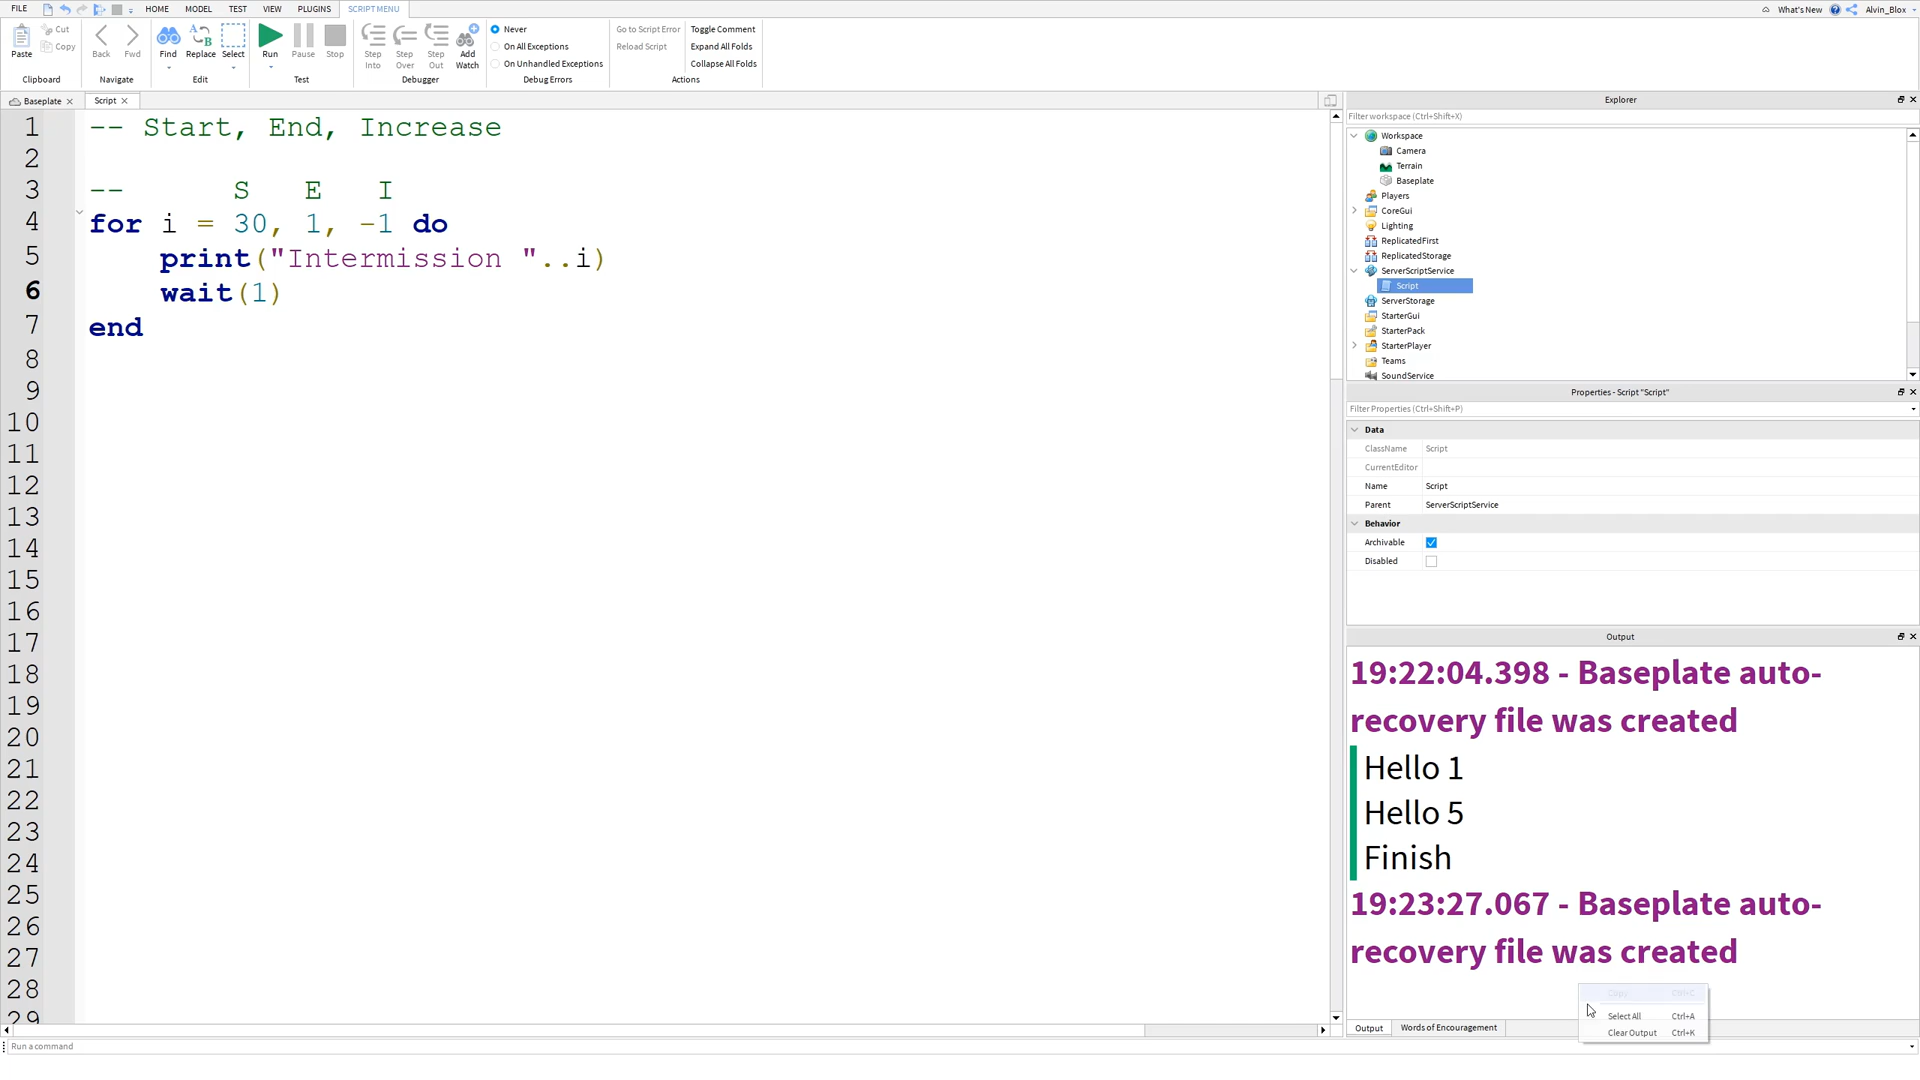 FILE HOME MODEL TEST VIEW PLUGINS SCRIPT MENU What's New Alvin_Blox
Paste Cut Copy Clipboard
Back Fwd Navigate
Find Replace Select Edit
Run Pause Stop Test
Step Into Step Over Step Out Add Watch Debugger
Never
On All Exceptions
On Unhandled Exceptions
Debug Errors
Go to Script Error Toggle Comment
Reload Script Expand All Folds
Collapse All Folds
Actions
Baseplate Script
1 -- Start, End, Increase
2
3 -- S E I
4 for i = 30, 1, -1 do
5 print("Intermission "..i)
6 wait(1)
7 end
8
9
10
11
12
13
14
15
16
17
18
19
20
21
22
23
24
25
26
27
28
29
Explorer
Filter workspace (Ctrl+Shift+X)
Workspace
Camera
Terrain
Baseplate
Players
CoreGui
Lighting
ReplicatedFirst
ReplicatedStorage
ServerScriptService
Script
ServerStorage
StarterGui
StarterPack
StarterPlayer
Teams
SoundService
Properties - Script "Script"
Filter Properties (Ctrl+Shift+P)
Data
ClassName Script
CurrentEditor
Name Script
Parent ServerScriptService
Behavior
Archivable
Disabled
Output
19:22:04.398 - Baseplate auto-
recovery file was created
Hello 1
Hello 5
Finish
19:23:27.067 - Baseplate auto-
recovery file was created
Copy Ctrl+C
Select All Ctrl+A
Clear Output Ctrl+K
Output Words of Encouragement
Run a command